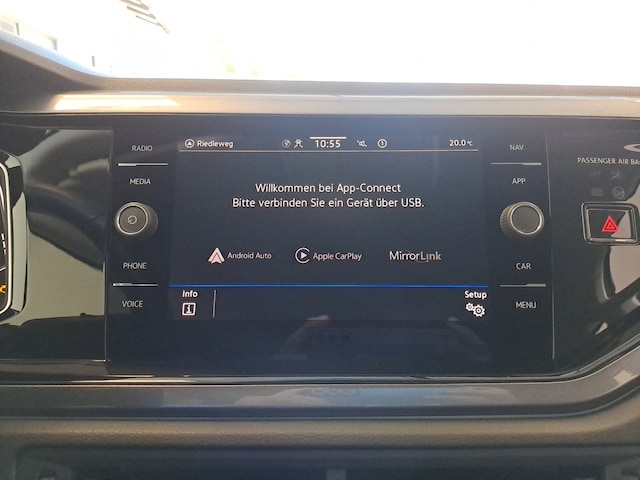 RADIO
MEDIA
PHONE
VOICE
Riedleweg
10:55
20.0°C
Willkommen bei App-Connect
Bitte verbinden Sie ein Gerät über USB.
Android Auto
Apple CarPlay
MirrorLink
Info
Setup
NAV
APP
CAR
MENU
PASSENGER AIR BA